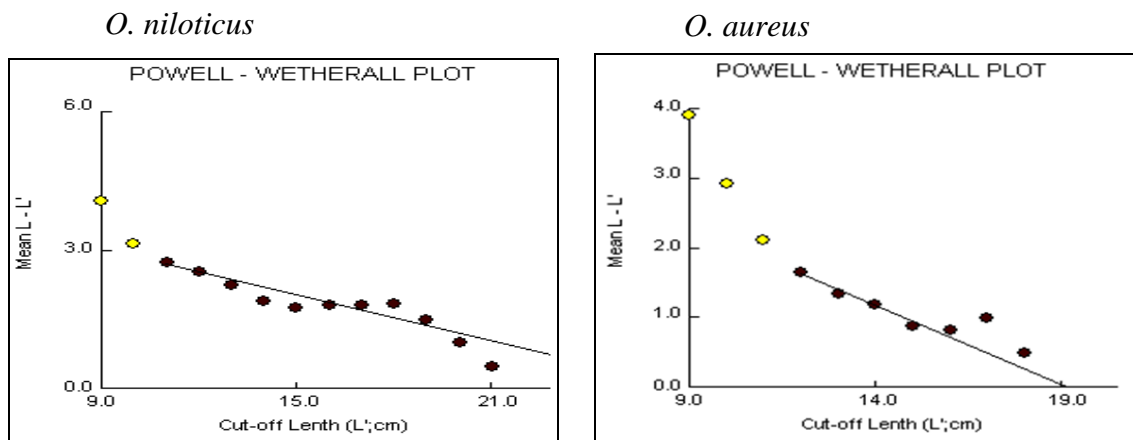 O. niloticus
POWELL - WETHERALL PLOT
6.0
3.0
0.0
Mean L - L'
9.0
15.0
21.0
Cut-off Lenth (L';cm)
O. aureus
POWELL - WETHERALL PLOT
4.0
3.0
2.0
1.0
0.0
Mean L - L'
9.0
14.0
19.0
Cut-off Lenth (L';cm)